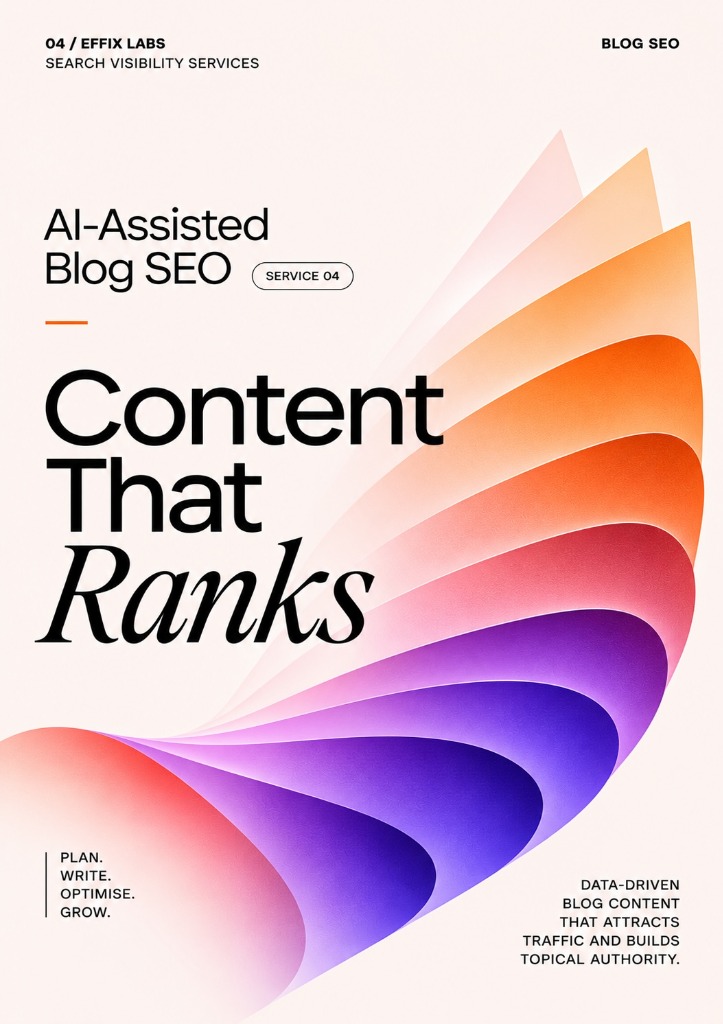 04 / EFFIX LABS
SEARCH VISIBILITY SERVICES
BLOG SEO
AI-Assisted
Blog SEO
SERVICE 04
Content
That
Ranks
PLAN.
WRITE.
OPTIMISE.
GROW.
DATA-DRIVEN
BLOG CONTENT
THAT ATTRACTS
TRAFFIC AND BUILDS
TOPICAL AUTHORITY.